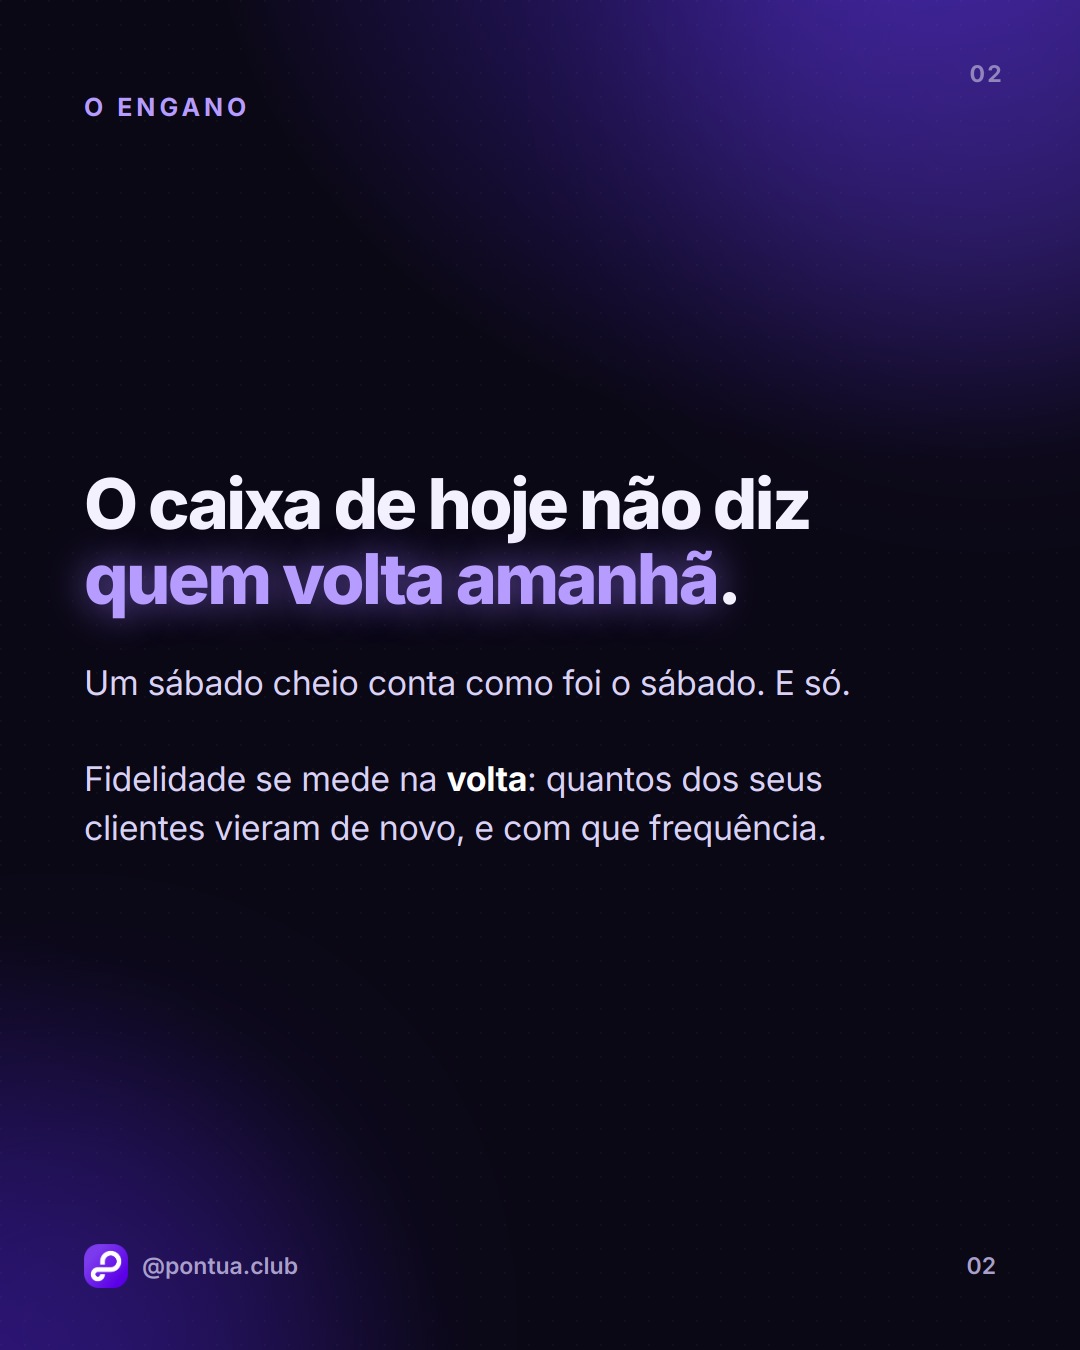 02
O ENGANO
O caixa de hoje não diz
quem volta amanhã.
Um sábado cheio conta como foi o sábado. E só.
Fidelidade se mede na volta: quantos dos seus
clientes vieram de novo, e com que frequência.
@pontua.club
02